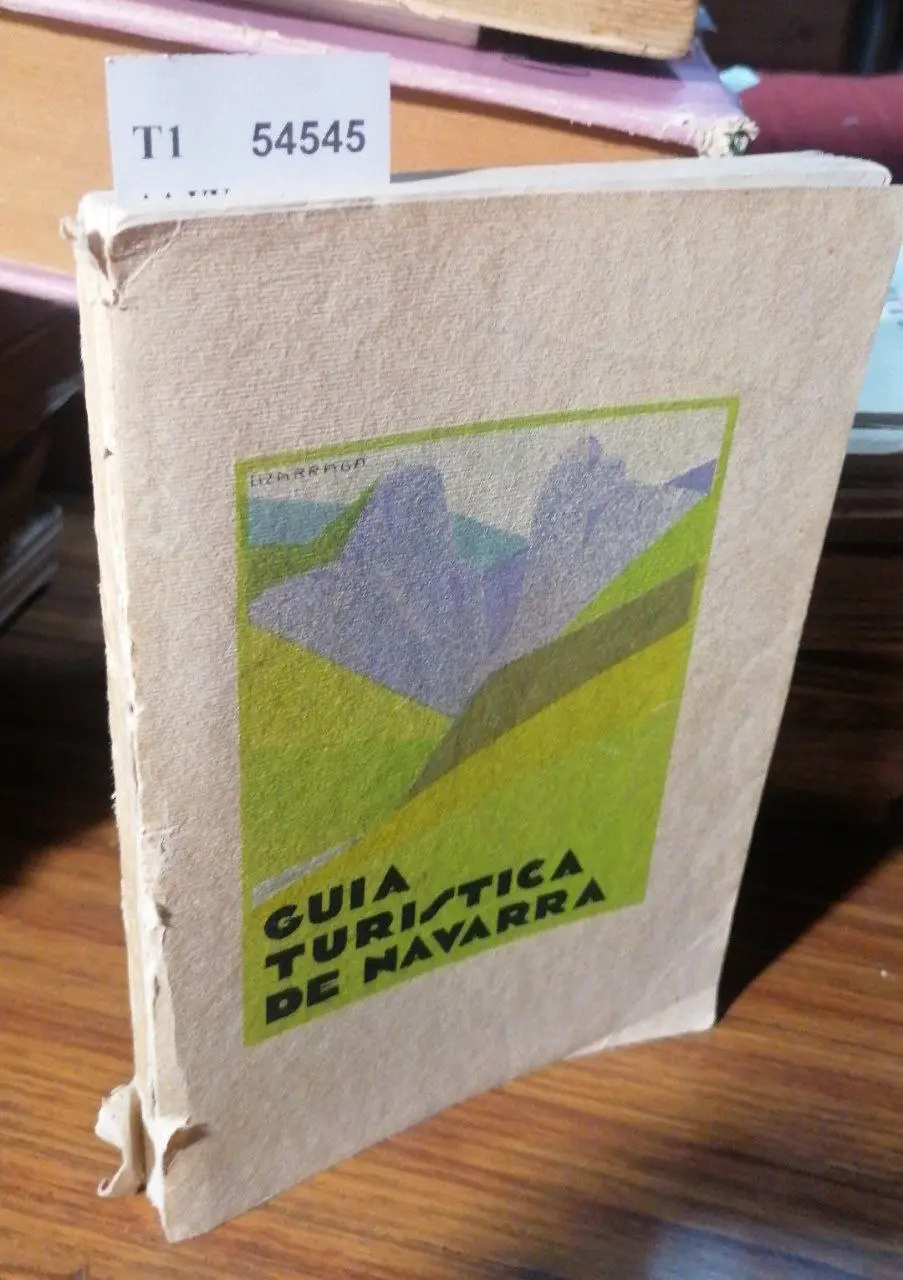 T1 54545
LIZARRAGA
GUIA
TURISTICA
DE NAVARRA